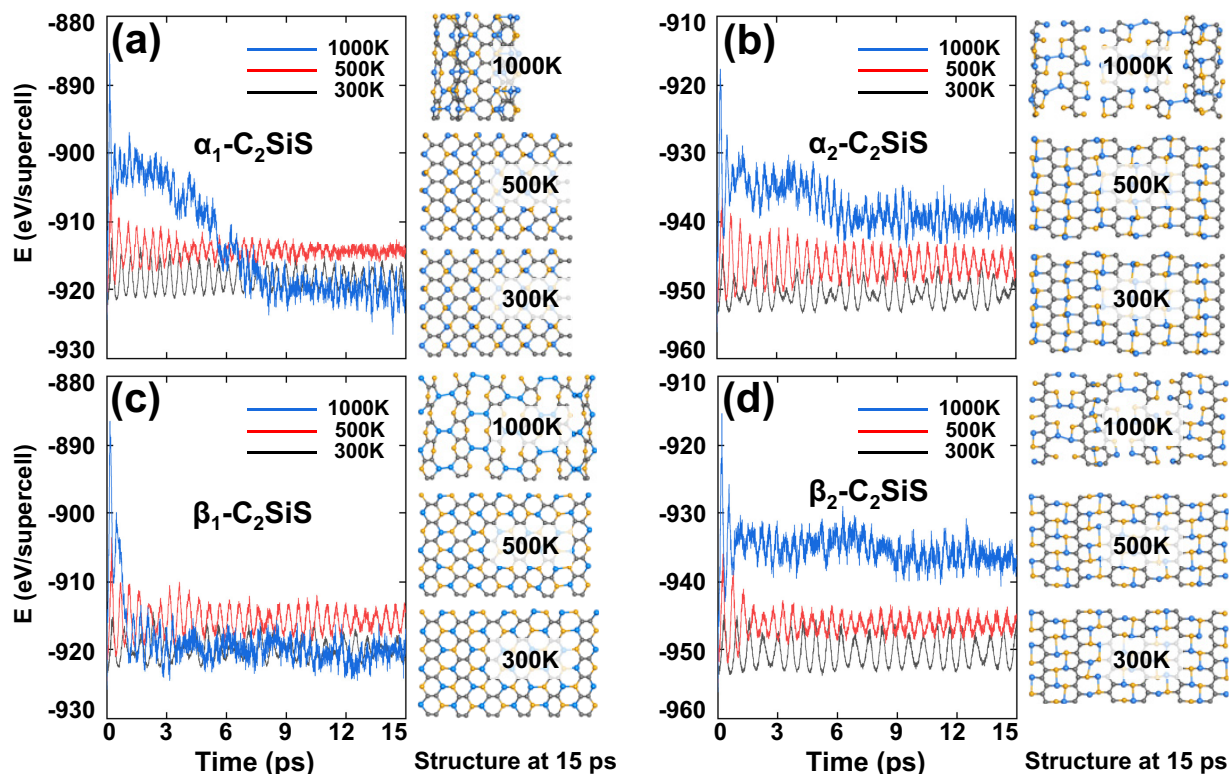 (a)
1000K
500K
300K
α₁-C₂SiS
E (eV/supercell)
-880
-890
-900
-910
-920
-930
1000K
500K
300K
(b)
1000K
500K
300K
α₂-C₂SiS
-910
-920
-930
-940
-950
-960
1000K
500K
300K
(c)
1000K
500K
300K
β₁-C₂SiS
E (eV/supercell)
-880
-890
-900
-910
-920
-930
0 3 6 9 12 15
Time (ps)
1000K
500K
300K
Structure at 15 ps
(d)
1000K
500K
300K
β₂-C₂SiS
-910
-920
-930
-940
-950
-960
0 3 6 9 12 15
Time (ps)
1000K
500K
300K
Structure at 15 ps